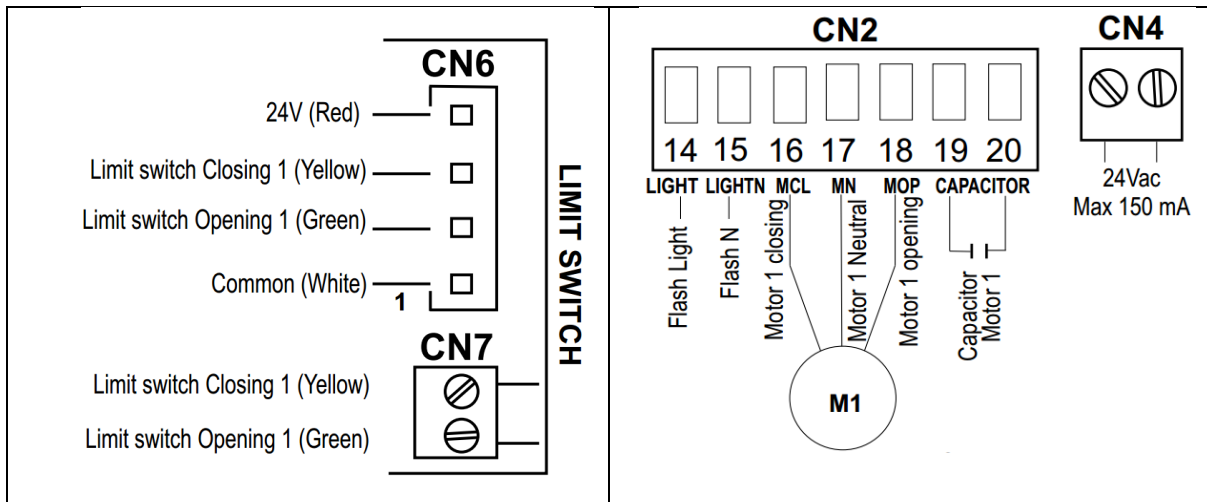 CN6
24V (Red)
Limit switch Closing 1 (Yellow)
Limit switch Opening 1 (Green)
Common (White)
1
LIMIT SWITCH
CN7
Limit switch Closing 1 (Yellow)
Limit switch Opening 1 (Green)
CN2
14 15 16 17 18 19 20
LIGHT LIGHTN MCL MN MOP CAPACITOR
Flash Light
Flash N
Motor 1 closing
Motor 1 Neutral
Motor 1 opening
Capacitor
Motor 1
M1
CN4
24Vac
Max 150 mA